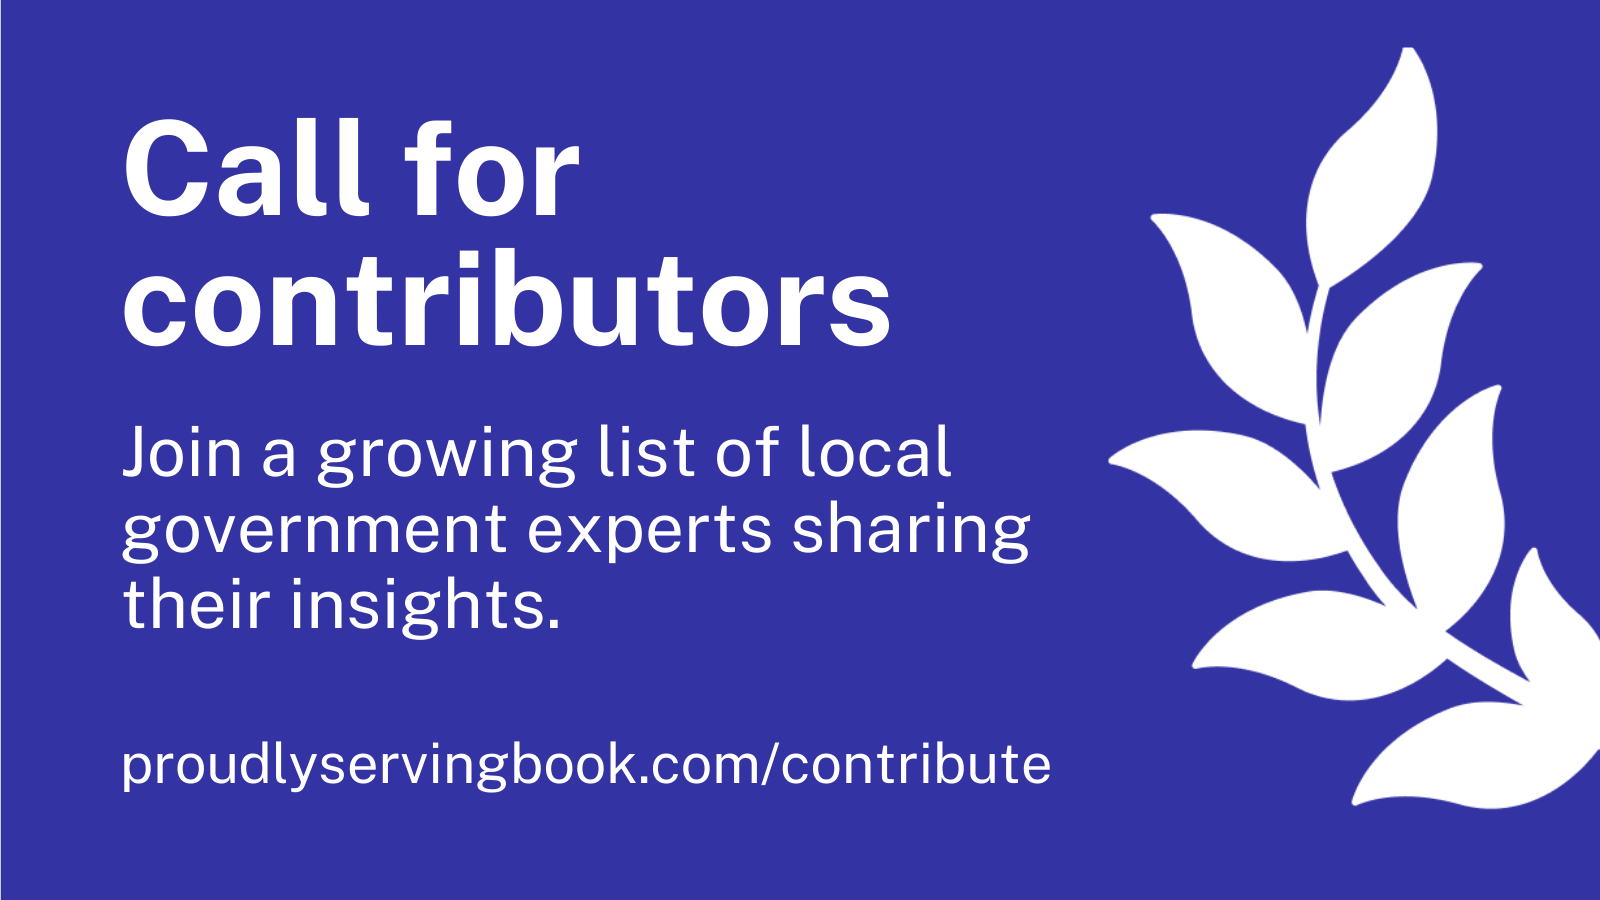 Call for
contributors
Join a growing list of local
government experts sharing
their insights.
proudlyservingbook.com/contribute